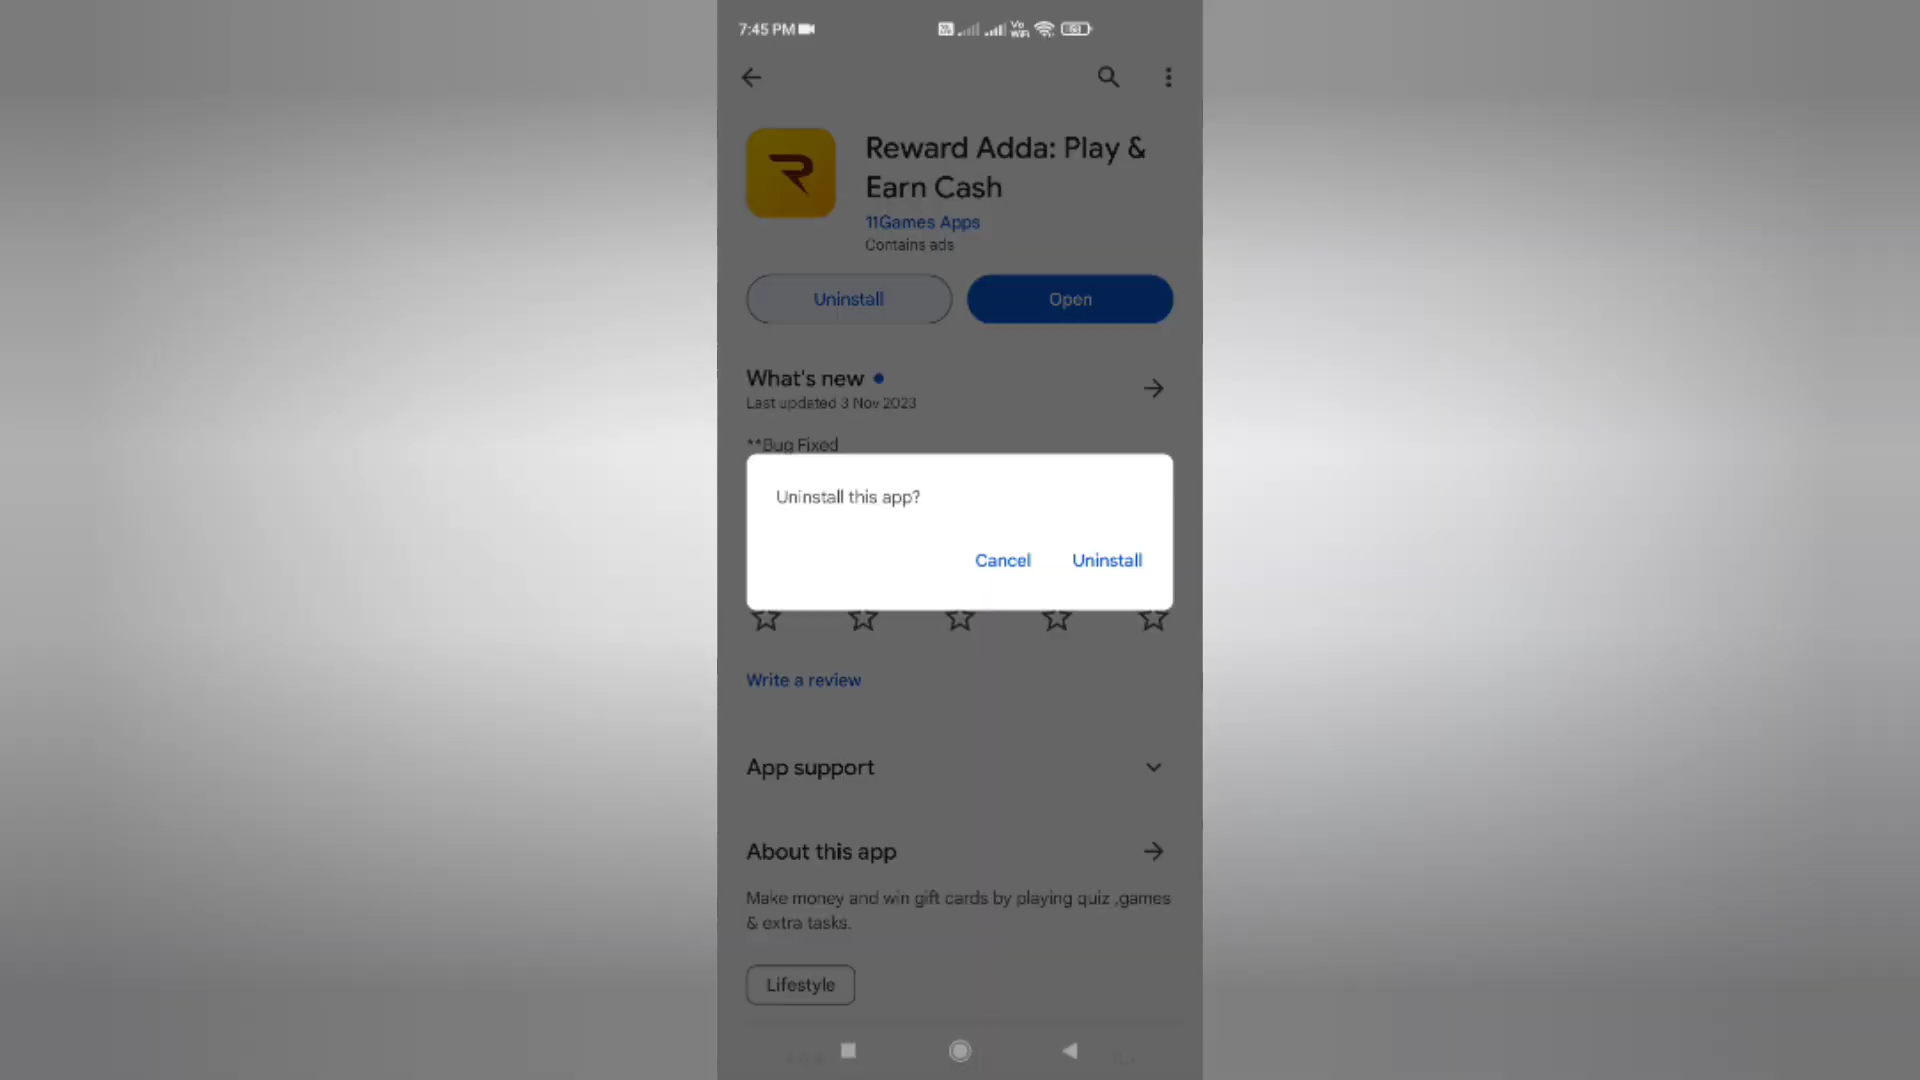 7:45 PM
Vo
WiFi
Reward Adda: Play &
Earn Cash
11Games Apps
Contains ads
Uninstall
Open
What's new
Last updated 3 Nov 2023
**Bug Fixed
Uninstall this app?
Cancel
Uninstall
Write a review
App support
About this app
Make money and win gift cards by playing quiz ,games
& extra tasks.
Lifestyle